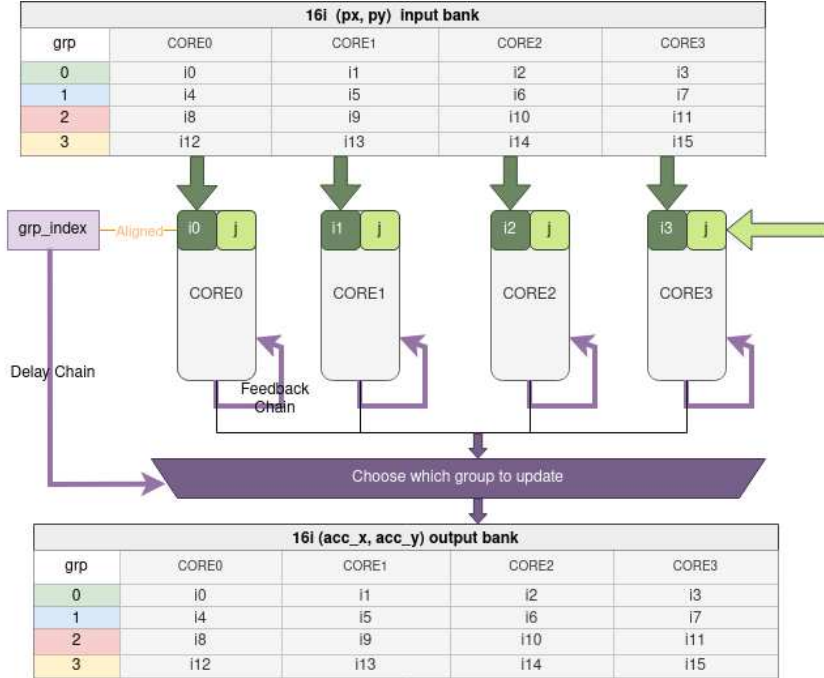 16i (px, py) input bank
grp CORE0 CORE1 CORE2 CORE3
0 i0 i1 i2 i3
1 i4 i5 i6 i7
2 i8 i9 i10 i11
3 i12 i13 i14 i15
grp_index Aligned i0 j i1 j i2 j i3 j
CORE0 CORE1 CORE2 CORE3
Delay Chain
Feedback
Chain
Choose which group to update
16i (acc_x, acc_y) output bank
grp CORE0 CORE1 CORE2 CORE3
0 i0 i1 i2 i3
1 i4 i5 i6 i7
2 i8 i9 i10 i11
3 i12 i13 i14 i15